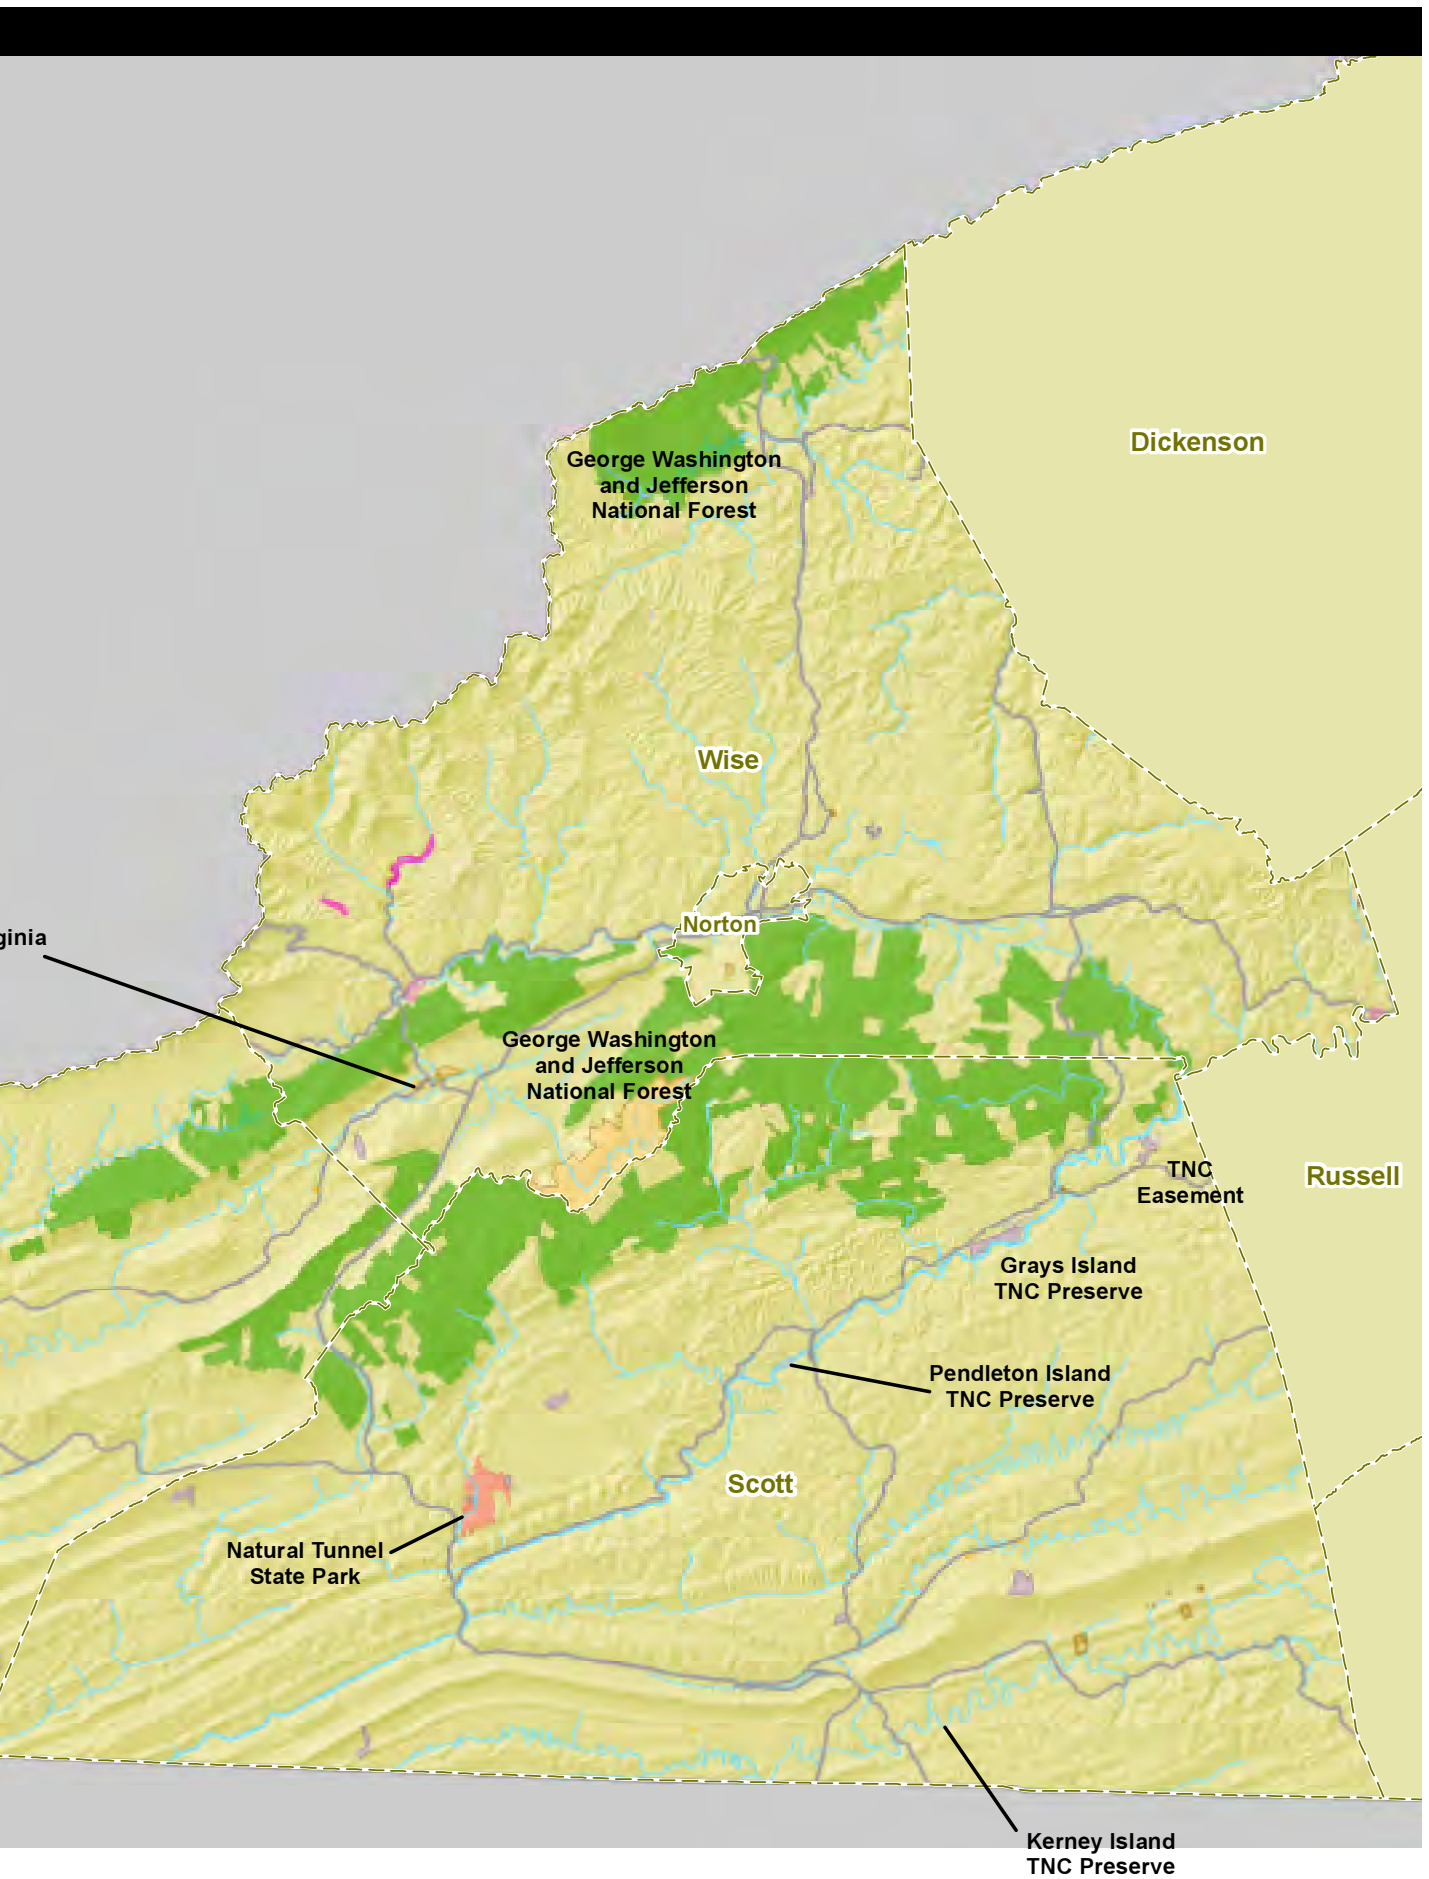 George Washington
and Jefferson
National Forest
Dickenson
Wise
Norton
ginia
George Washington
and Jefferson
National Forest
TNC
Easement
Russell
Grays Island
TNC Preserve
Pendleton Island
TNC Preserve
Scott
Natural Tunnel
State Park
Kerney Island
TNC Preserve